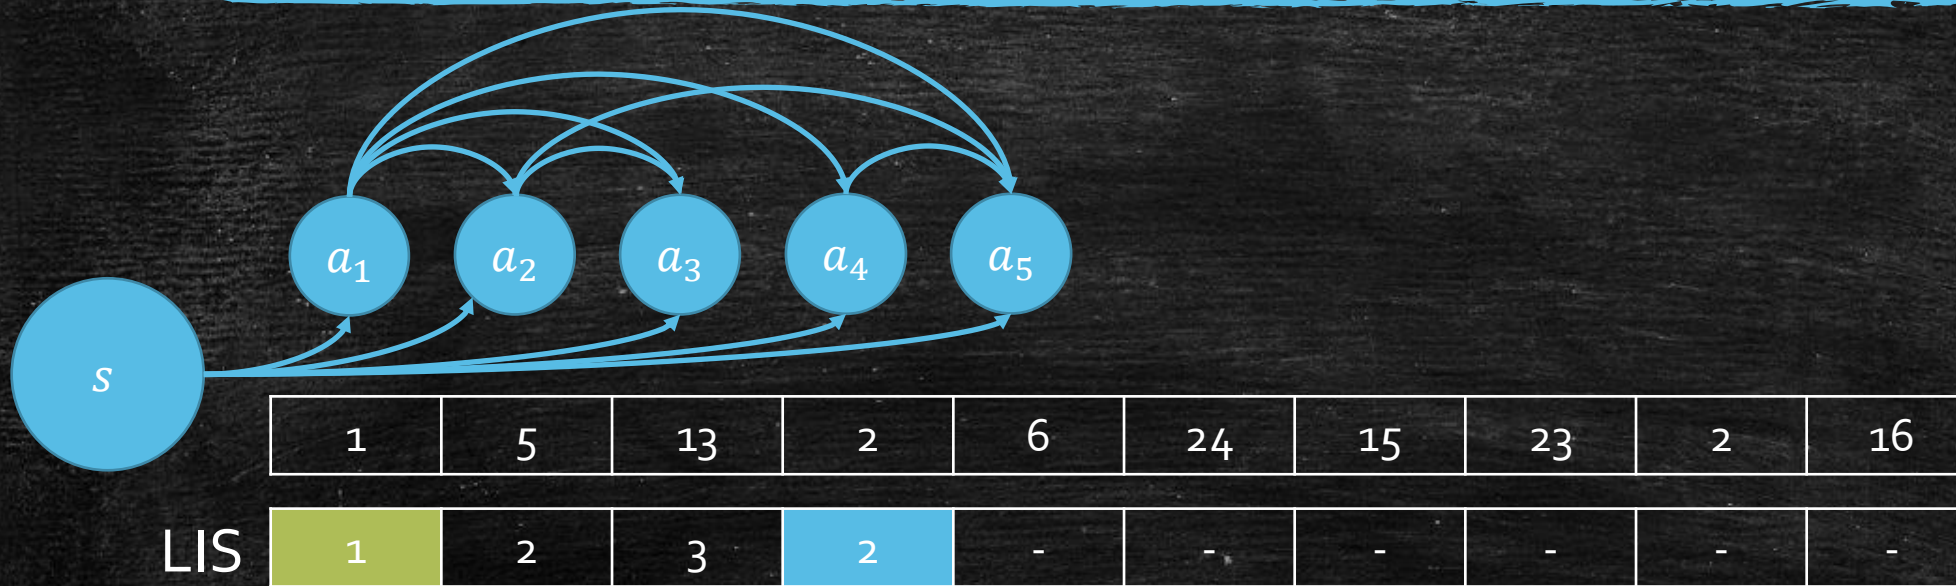 a₁ a₂ a₃ a₄ a₅
s
1 5 13 2 6 24 15 23 2 16
LIS 1 2 3 2 - - - - - -